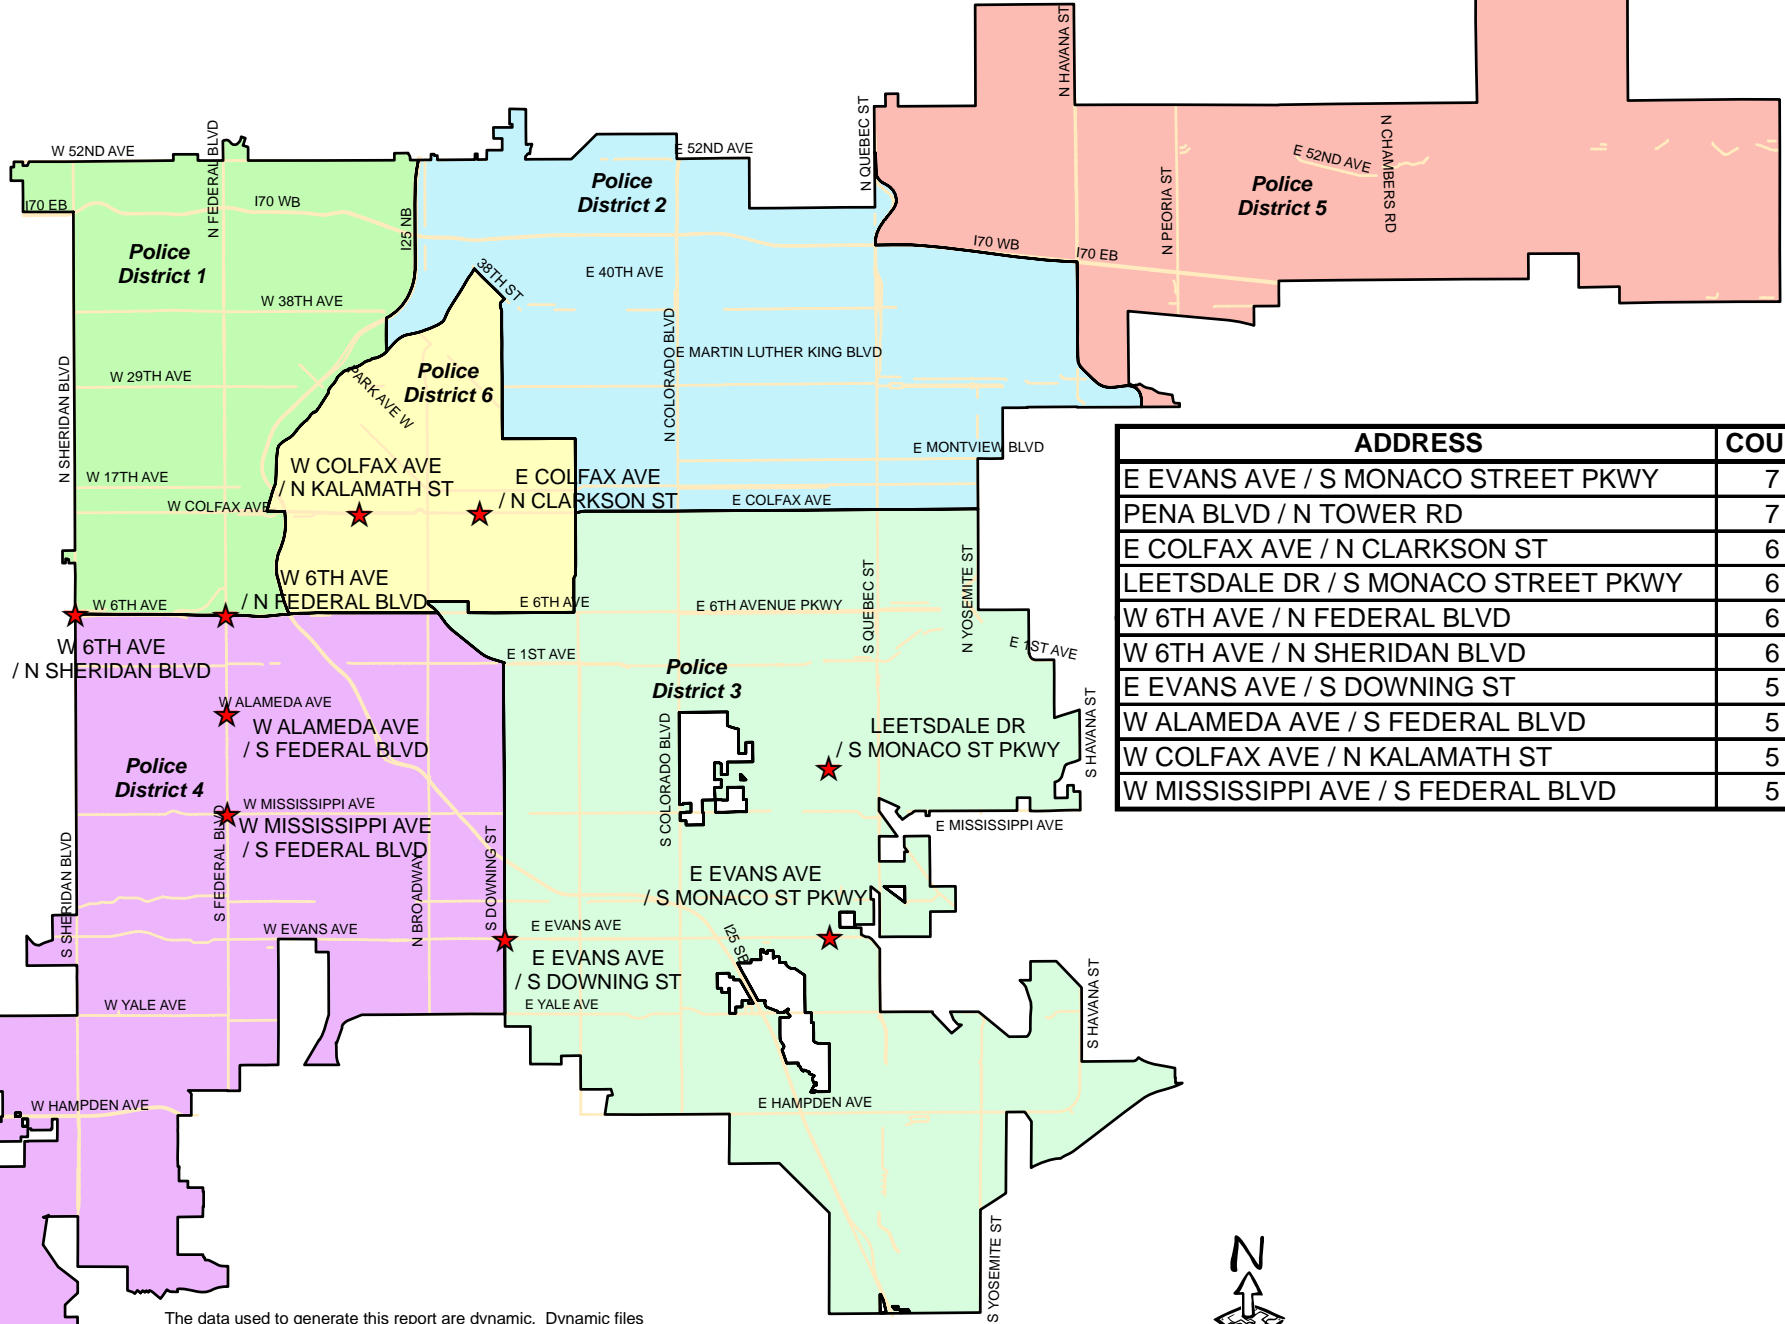 N HAVANA ST
W 52ND AVE
N FEDERAL BLVD
E 52ND AVE
N QUEBEC ST
N CHAMBERS RD
E 52ND AVE
Police
District 2
Police
District 5
N PEORIA ST
I70 EB
I70 WB
I25 NB
Police
District 1
I70 WB
I70 EB
38TH ST
E 40TH AVE
W 38TH AVE
N COLORADO BLVD
E MARTIN LUTHER KING BLVD
N SHERIDAN BLVD
W 29TH AVE
PARK AVE W
Police
District 6
E MONTVIEW BLVD
W 17TH AVE
W COLFAX AVE
/ N KALAMATH ST
E COLFAX AVE
/ N CLARKSON ST
W COLFAX AVE
E COLFAX AVE
ADDRESS COU
E EVANS AVE / S MONACO STREET PKWY 7
PENA BLVD / N TOWER RD 7
E COLFAX AVE / N CLARKSON ST 6
LEETSDALE DR / S MONACO STREET PKWY 6
W 6TH AVE / N FEDERAL BLVD 6
W 6TH AVE / N SHERIDAN BLVD 6
E EVANS AVE / S DOWNING ST 5
W ALAMEDA AVE / S FEDERAL BLVD 5
W COLFAX AVE / N KALAMATH ST 5
W MISSISSIPPI AVE / S FEDERAL BLVD 5
W 6TH AVE
/ N FEDERAL BLVD
W 6TH AVE
E 6TH AVE
E 6TH AVENUE PKWY
S QUEBEC ST
N YOSEMITE ST
W 6TH AVE
/ N SHERIDAN BLVD
E 1ST AVE
E 1ST AVE
Police
District 3
W ALAMEDA AVE
W ALAMEDA AVE
/ S FEDERAL BLVD
S COLORADO BLVD
LEETSDALE DR
/ S MONACO ST PKWY
S HAVANA ST
Police
District 4
W MISSISSIPPI AVE
W MISSISSIPPI AVE
/ S FEDERAL BLVD
E MISSISSIPPI AVE
S SHERIDAN BLVD
S FEDERAL BLVD
N BROADWAY
S DOWNING ST
E EVANS AVE
/ S MONACO ST PKWY
W EVANS AVE
E EVANS AVE
I25 SB
E EVANS AVE
/ S DOWNING ST
W YALE AVE
E YALE AVE
S HAVANA ST
W HAMPDEN AVE
E HAMPDEN AVE
S YOSEMITE ST
N
The data used to generate this report are dynamic. Dynamic files